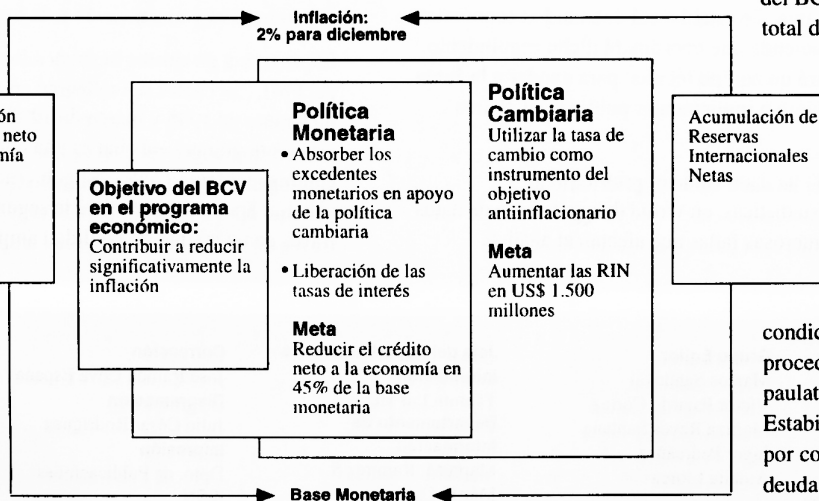 Inflación:
2% para diciembre
del BC
total d
ón
neto
mía
Objetivo del BCV
en el programa
económico:
Contribuir a reducir
significativamente la
inflación
Política
Monetaria
• Absorber los
excedentes
monetarios en apoyo
de la política
cambiaria
• Liberación de las
tasas de interés
Meta
Reducir el crédito
neto a la economía en
45% de la base
monetaria
Política
Cambiaria
Utilizar la tasa de
cambio como
instrumento del
objetivo
antiinflacionario
Meta
Aumentar las RIN
en US$ 1.500
millones
Acumulación de
Reservas
Internacionales
Netas
condic
proced
paulat
Estabi
por co
deuda
Base Monetaria